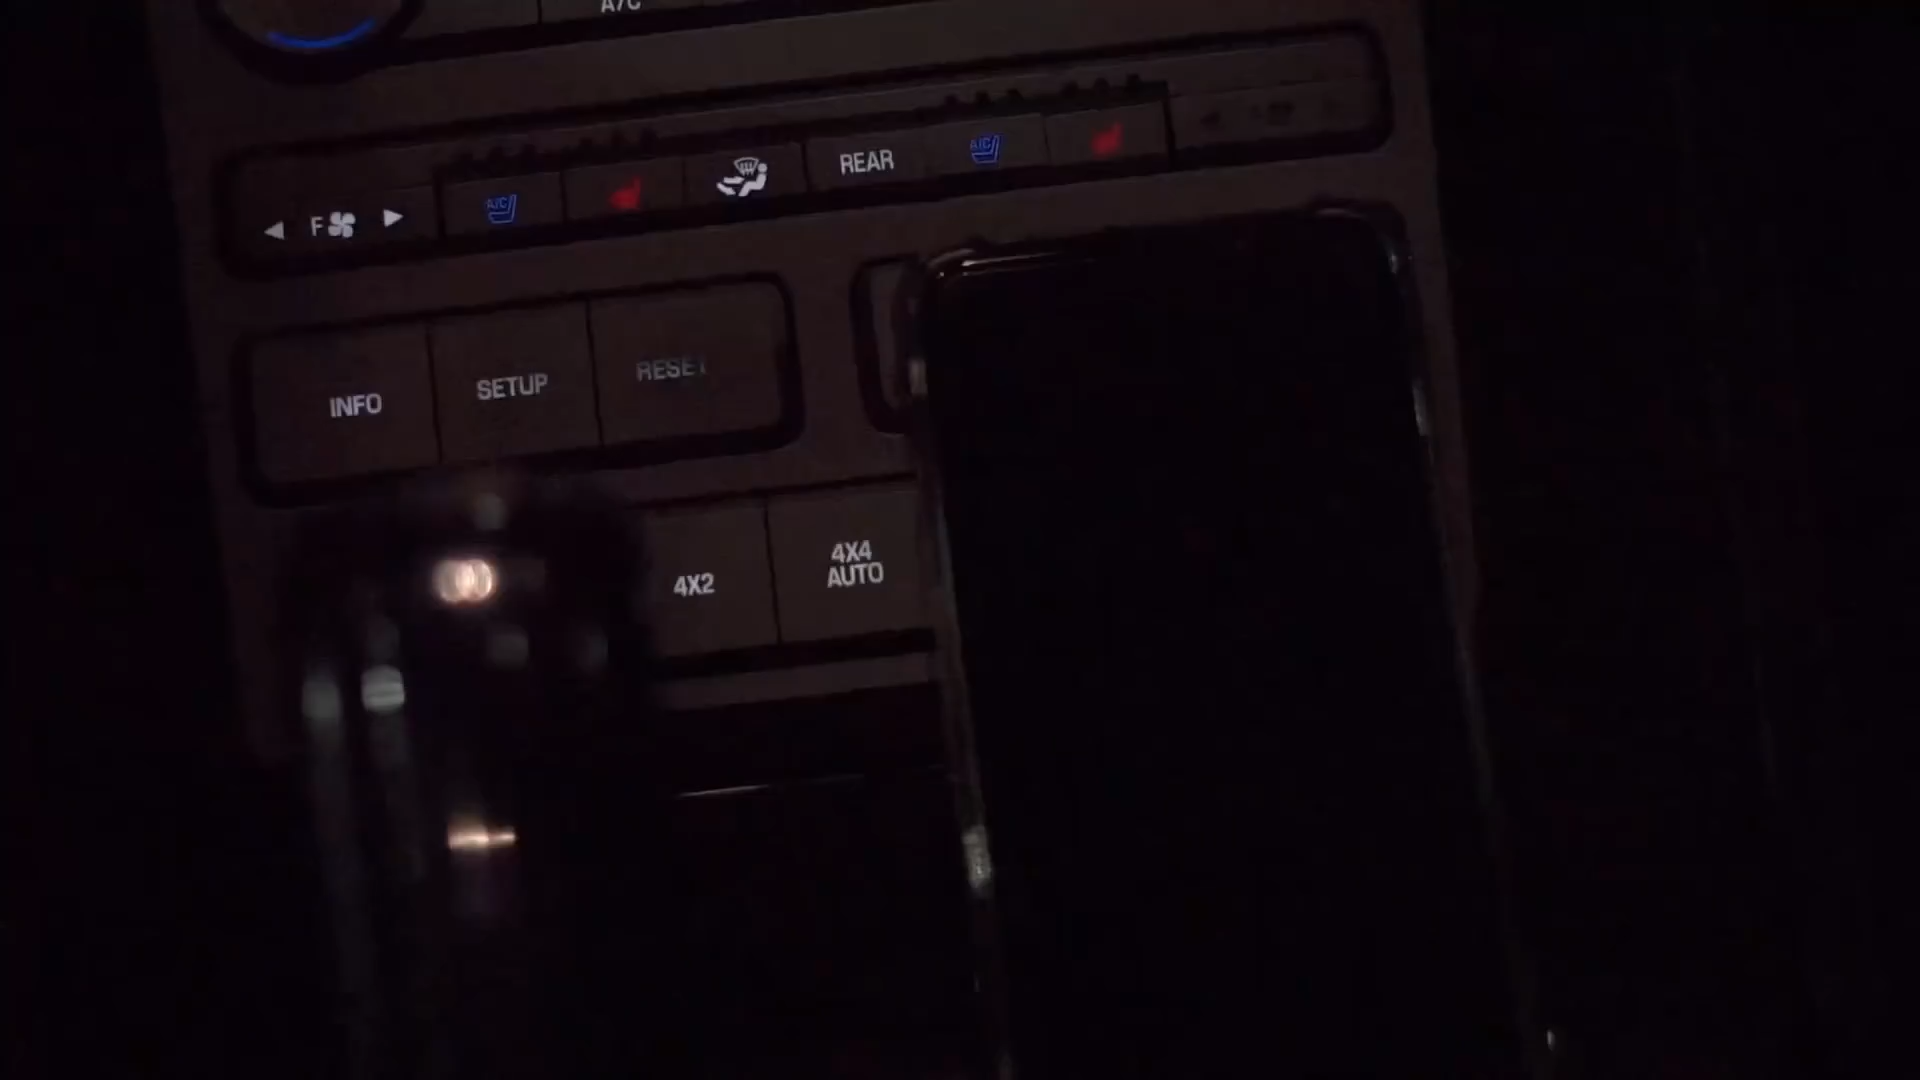 A/C
F
A/C
REAR
A/C
INFO
SETUP
RESET
4X2
4X4
AUTO